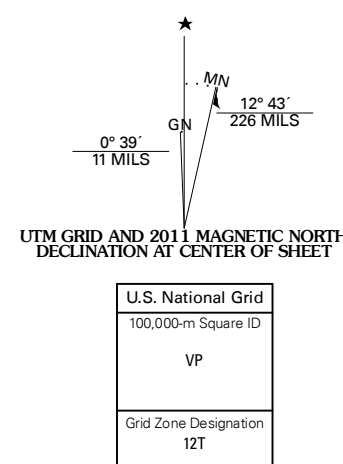 MN
GN
12° 43´
226 MILS
0° 39´
11 MILS
UTM GRID AND 2011 MAGNETIC NORTH
DECLINATION AT CENTER OF SHEET
U.S. National Grid
100,000-m Square ID
VP
Grid Zone Designation
12T